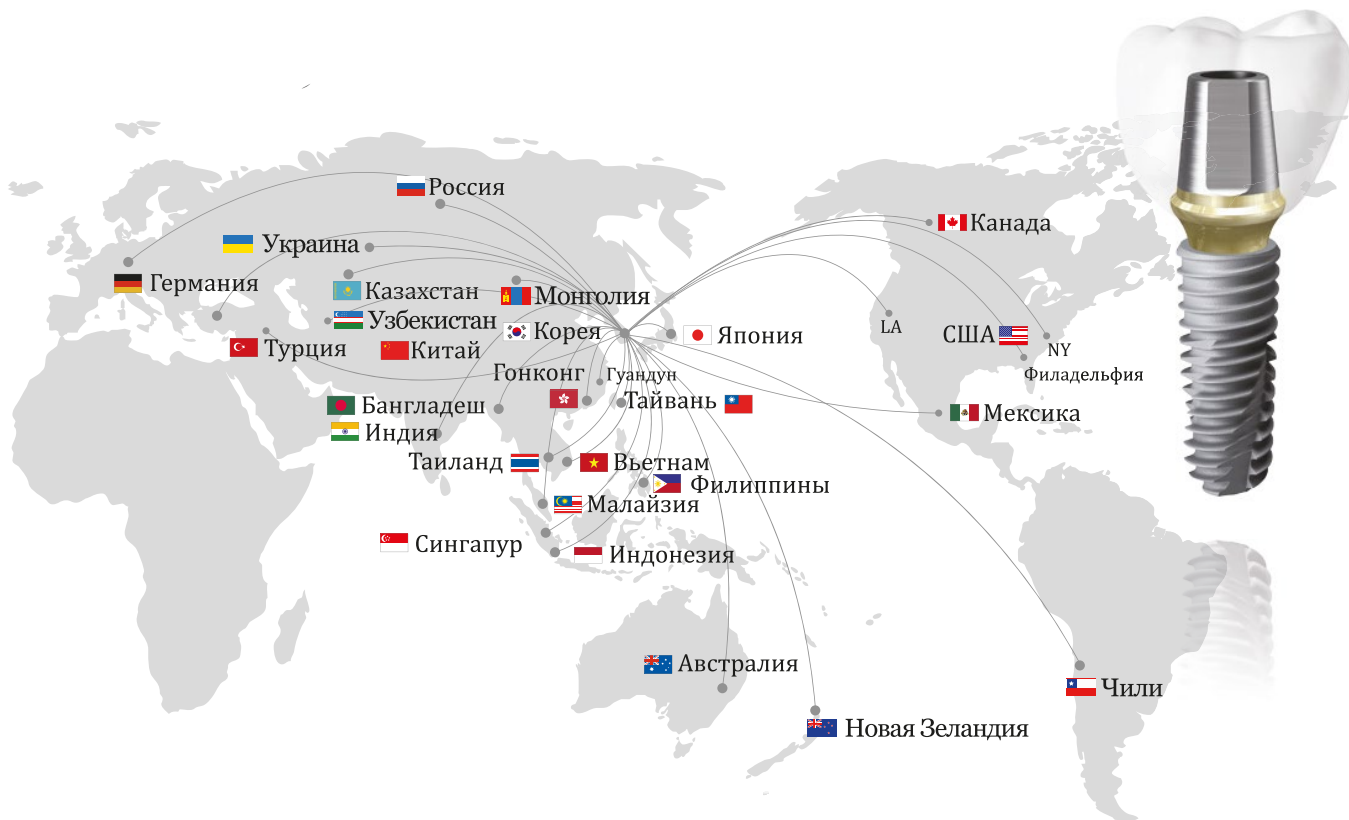 Россия
Канада
Украина
Германия
Казахстан
Монголия
Узбекистан
LA
Корея
Япония
США
Турция
Китай
NY
Гонконг
Гуандун
Филадельфия
Бангладеш
Тайвань
Мексика
Индия
Таиланд
Вьетнам
Филиппины
Малайзия
Сингапур
Индонезия
Австралия
Чили
Новая Зеландия